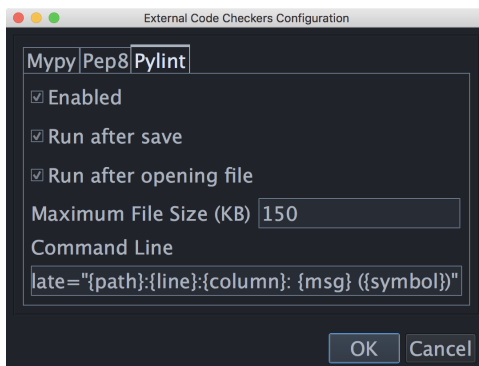 External Code Checkers Configuration
Mypy Pep8 Pylint
Enabled
Run after save
Run after opening file
Maximum File Size (KB) 150
Command Line
late="{path}:{line}:{column}: {msg} ({symbol})"
OK Cancel